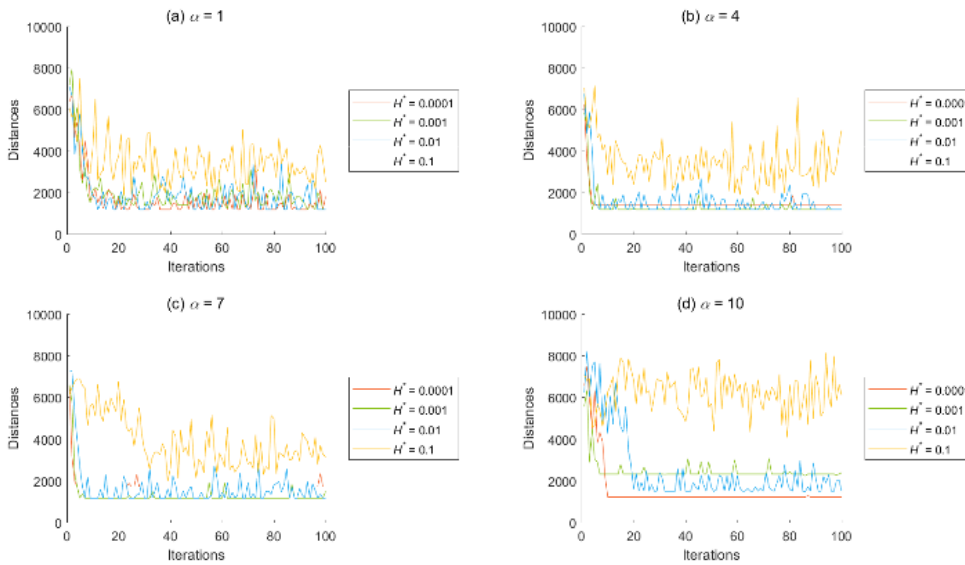 (a) α = 1
10000
8000
6000
4000
2000
0
Distances
0 20 40 60 80 100
Iterations
H* = 0.0001
H* = 0.001
H* = 0.01
H* = 0.1
(b) α = 4
10000
8000
6000
4000
2000
0
Distances
0 20 40 60 80 100
Iterations
H* = 0.000
H* = 0.001
H* = 0.01
H* = 0.1
(c) α = 7
10000
8000
6000
4000
2000
0
Distances
0 20 40 60 80 100
Iterations
H* = 0.0001
H* = 0.001
H* = 0.01
H* = 0.1
(d) α = 10
10000
8000
6000
4000
2000
0
Distances
0 20 40 60 80 100
Iterations
H* = 0.000
H* = 0.001
H* = 0.01
H* = 0.1